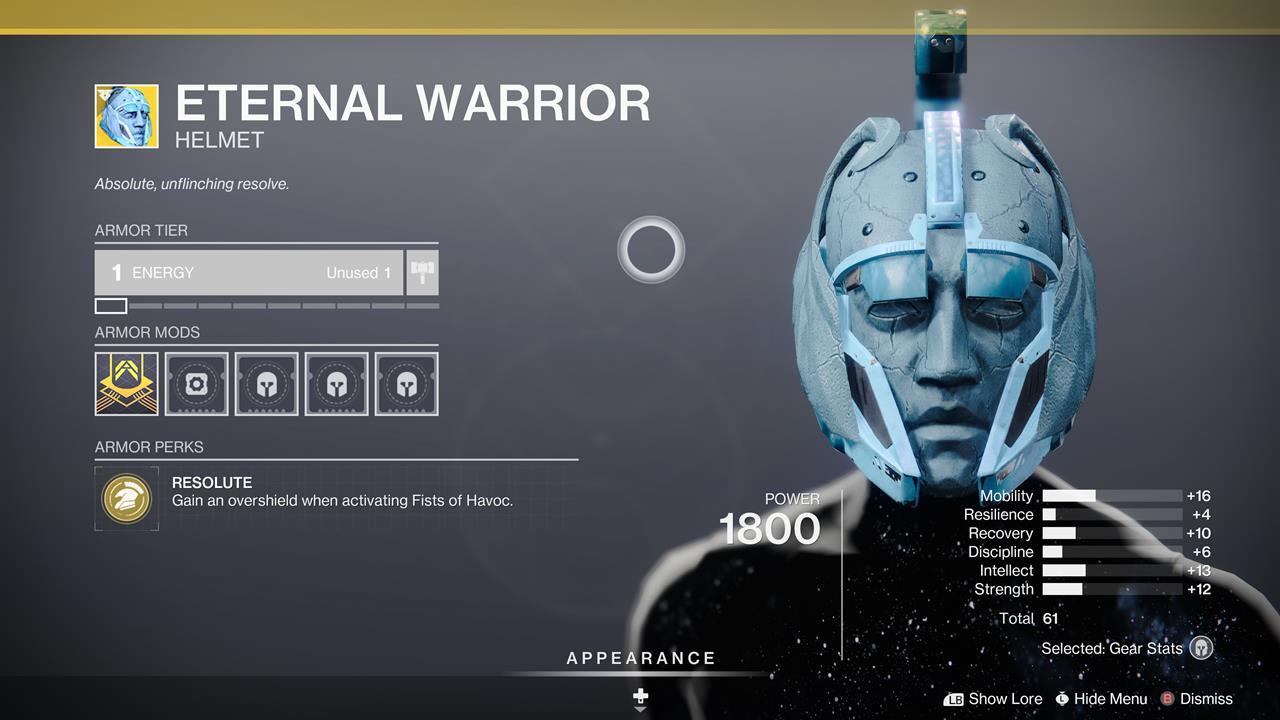 ETERNAL WARRIOR
HELMET
Absolute, unflinching resolve.
ARMOR TIER
1 ENERGY Unused 1
ARMOR MODS
ARMOR PERKS
RESOLUTE
Gain an overshield when activating Fists of Havoc.
POWER
1800
Mobility +16
Resilience +4
Recovery +10
Discipline +6
Intellect +13
Strength +12
Total 61
Selected: Gear Stats
APPEARANCE
LB Show Lore L Hide Menu B Dismiss